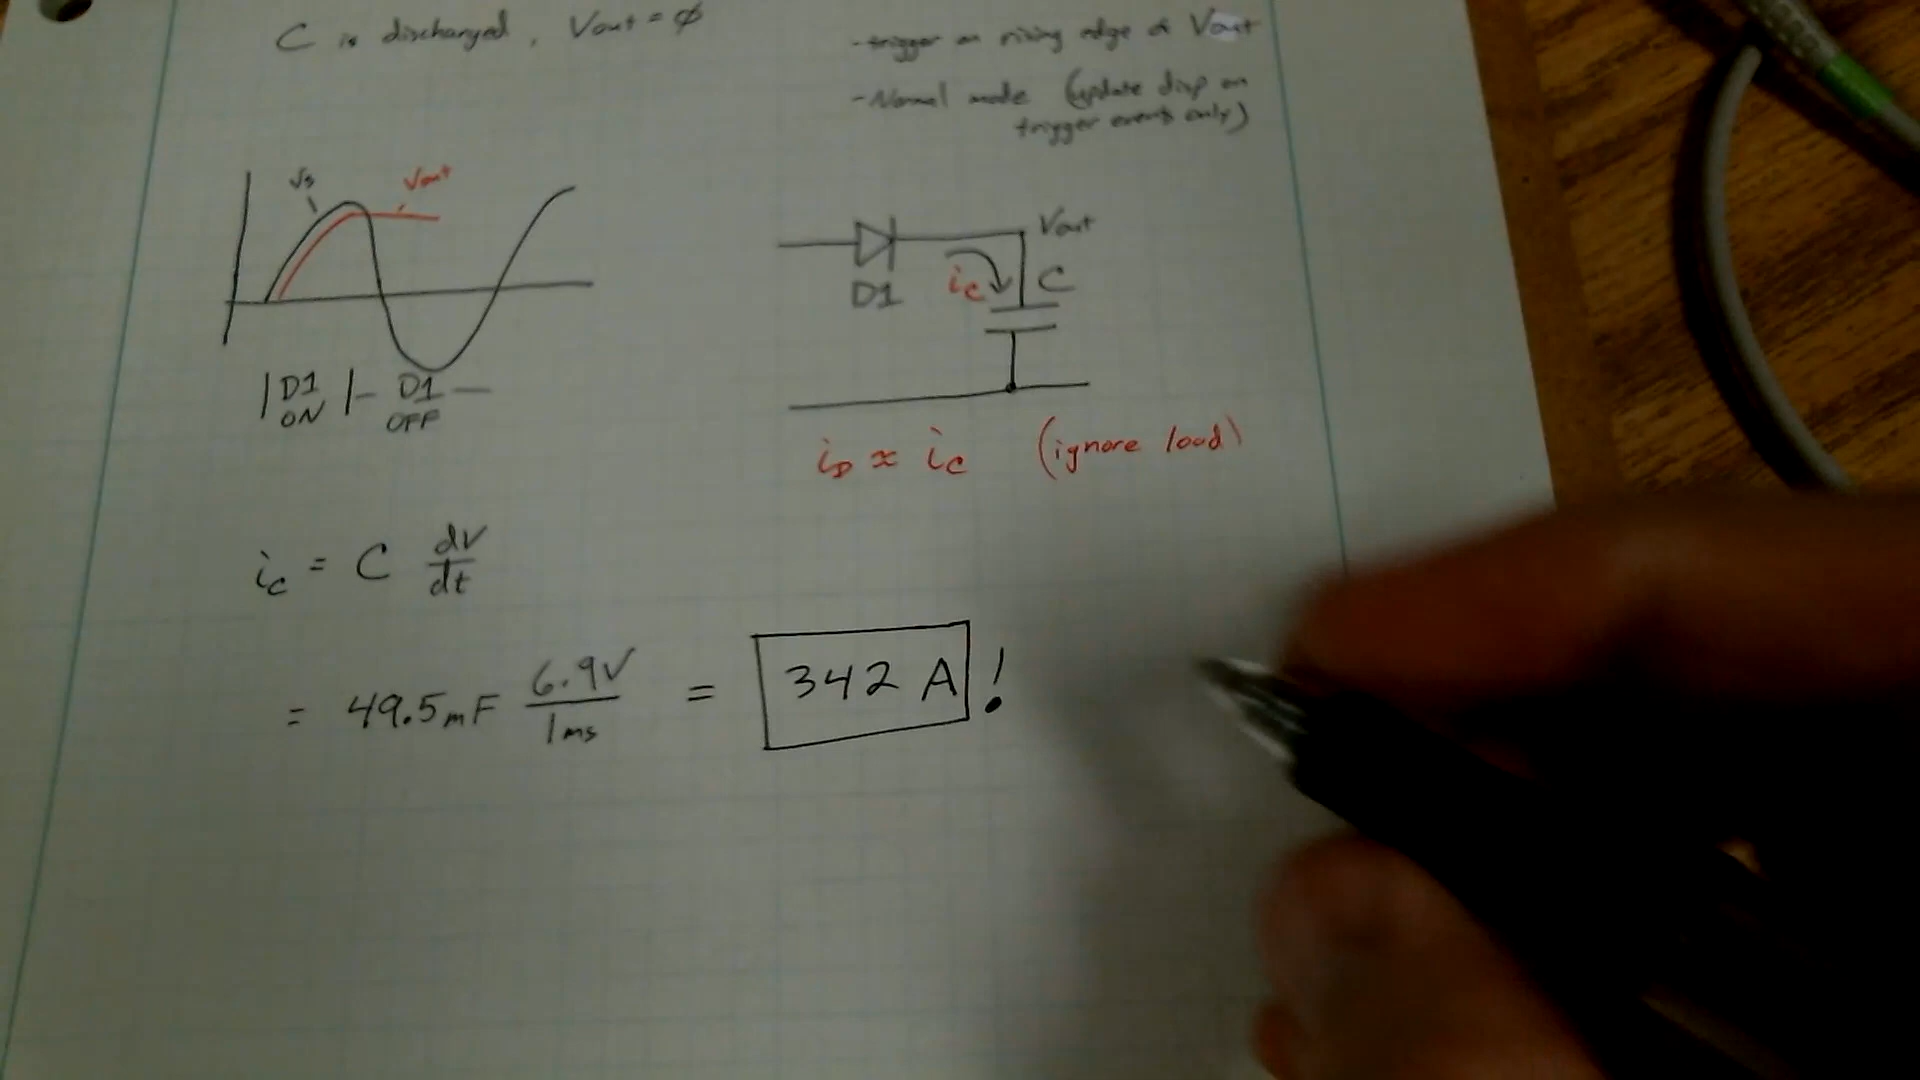 C is discharged, Vout = ϕ
-trigger on rising edge of Vout
-Normal mode (update disp on
trigger events only)
Vs
Vout
| D1 | - D1 —
ON OFF
Vout
D1
ic
C
iD ≈ ic (ignore load)
ic = C dV/dt
= 49.5mF 6.9V/1ms = 342 A!